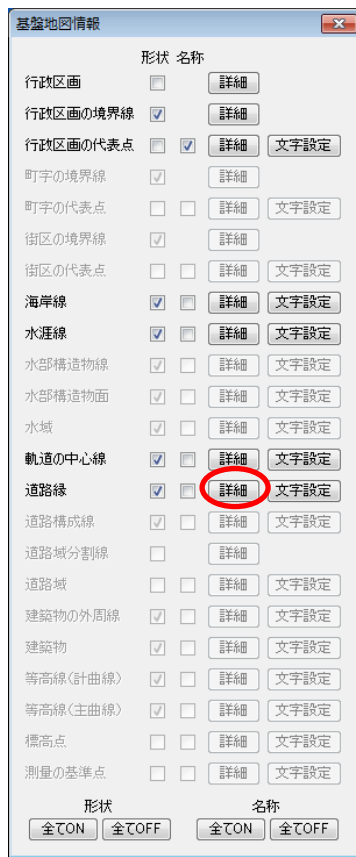 基盤地図情報
形状 名称
行政区画 詳細
行政区画の境界線 詳細
行政区画の代表点 詳細 文字設定
町字の境界線 詳細
町字の代表点 詳細 文字設定
街区の境界線 詳細
街区の代表点 詳細 文字設定
海岸線 詳細 文字設定
水涯線 詳細 文字設定
水部構造物線 詳細 文字設定
水部構造物面 詳細 文字設定
水域 詳細 文字設定
軌道の中心線 詳細 文字設定
道路縁 詳細 文字設定
道路構成線 詳細 文字設定
道路域分割線 詳細
道路域 詳細 文字設定
建築物の外周線 詳細 文字設定
建築物 詳細 文字設定
等高線(計曲線) 詳細 文字設定
等高線(主曲線) 詳細 文字設定
標高点 詳細 文字設定
測量の基準点 詳細 文字設定
形状 名称
全てON 全てOFF 全てON 全てOFF